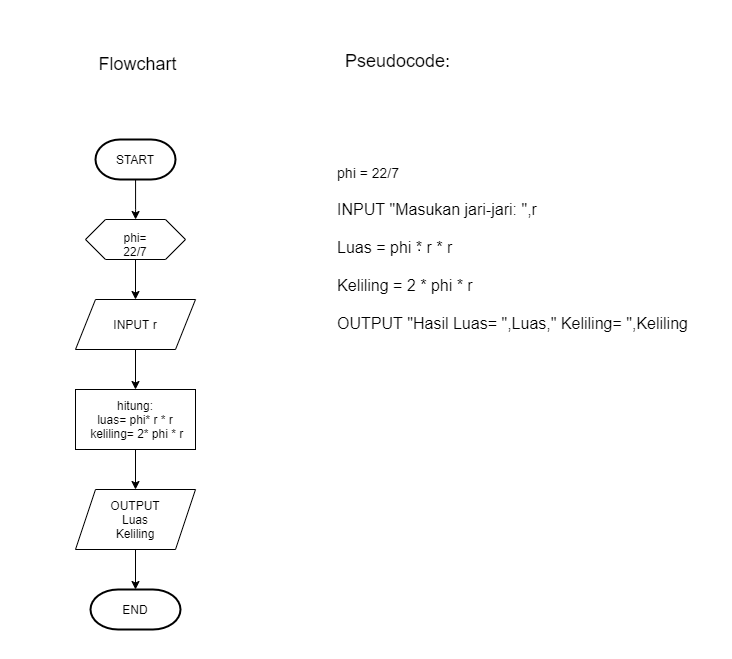 Flowchart
Pseudocode:
START
phi=
22/7
INPUT r
hitung:
luas= phi* r * r
keliling= 2* phi * r
OUTPUT
Luas
Keliling
END
phi = 22/7
INPUT "Masukan jari-jari: ",r
Luas = phi * r * r
Keliling = 2 * phi * r
OUTPUT "Hasil Luas= ",Luas," Keliling= ",Keliling